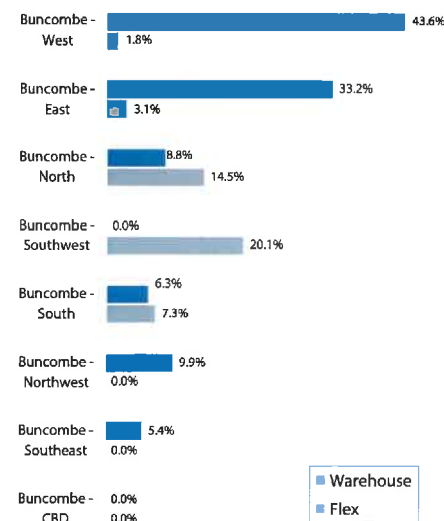 Buncombe -
West
43.6%
1.8%
Buncombe -
East
33.2%
3.1%
Buncombe -
North
8.8%
14.5%
Buncombe -
Southwest
0.0%
20.1%
Buncombe -
South
6.3%
7.3%
Buncombe -
Northwest
9.9%
0.0%
Buncombe -
Southeast
5.4%
0.0%
Buncombe -
CBD
0.0%
0.0%
Warehouse
Flex